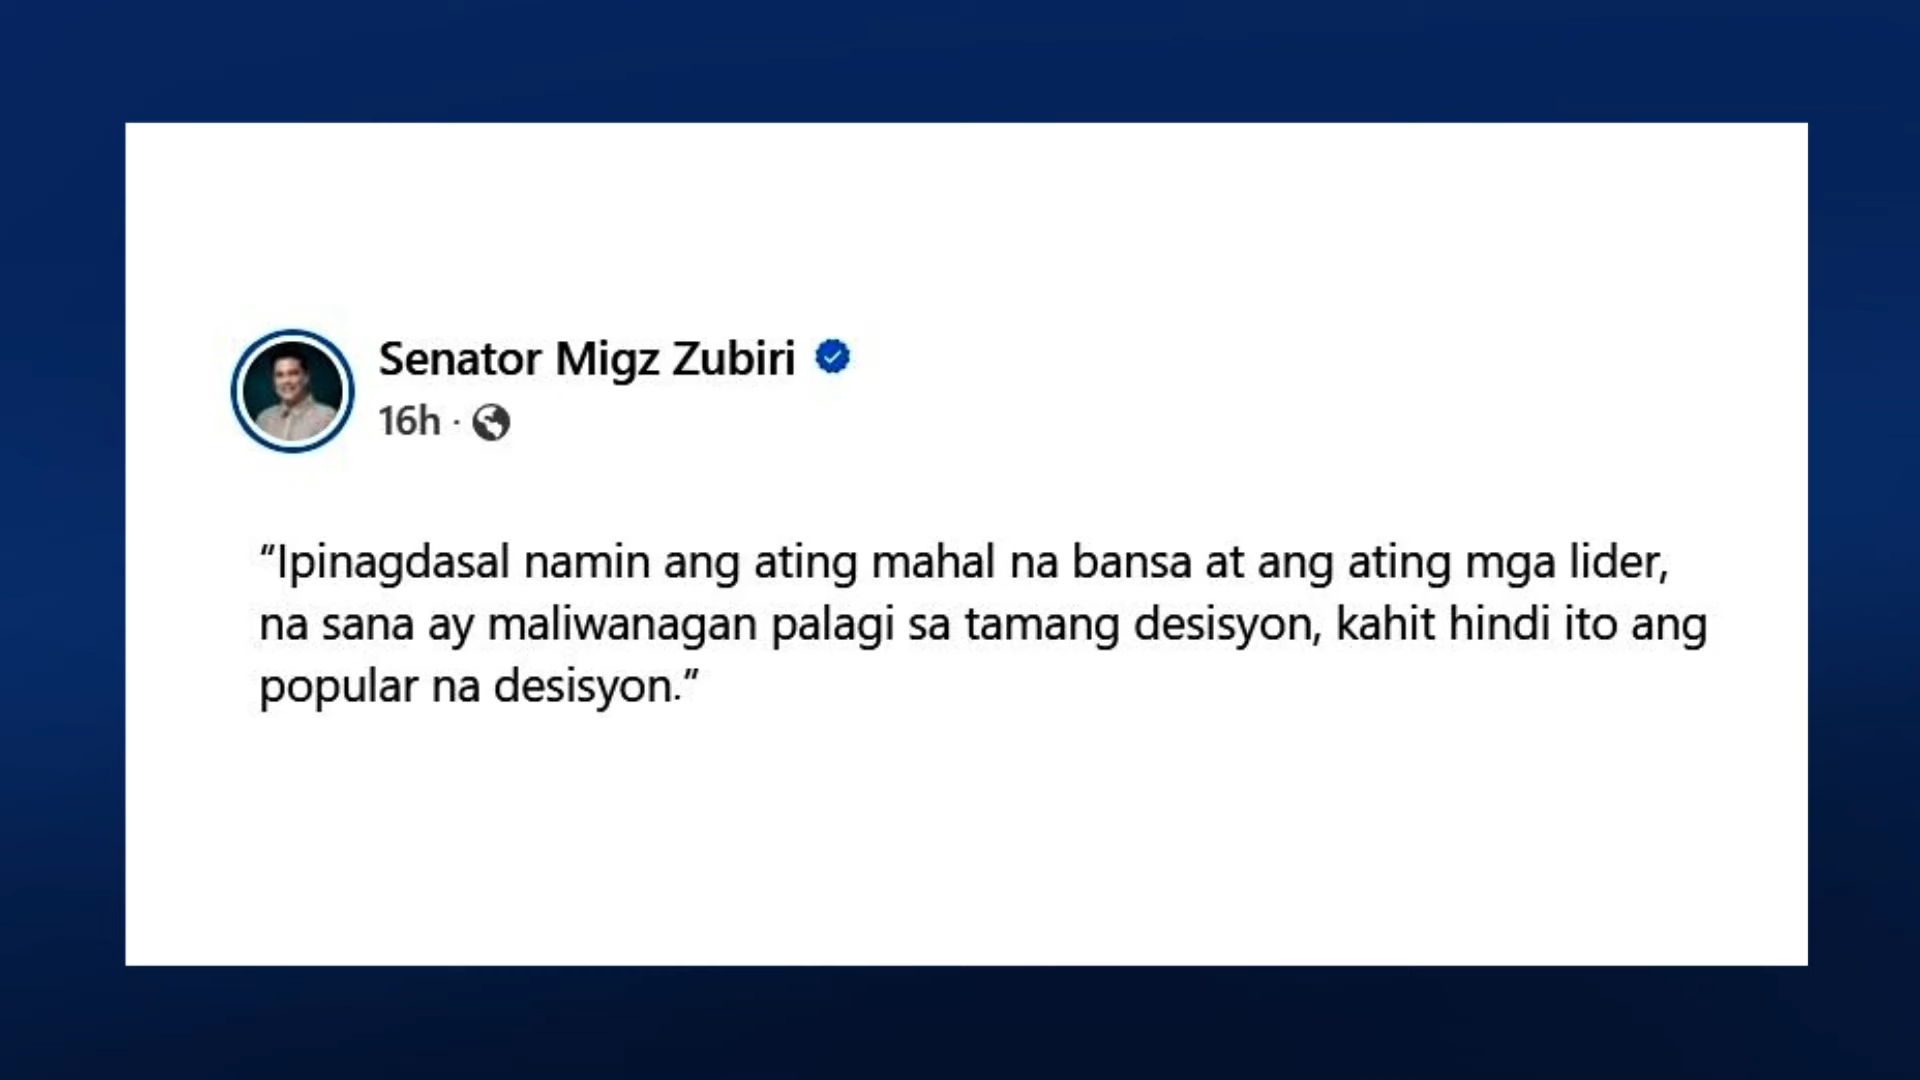 Senator Migz Zubiri
16h ·
“Ipinagdasal namin ang ating mahal na bansa at ang ating mga lider,
na sana ay maliwanagan palagi sa tamang desisyon, kahit hindi ito ang
popular na desisyon.”